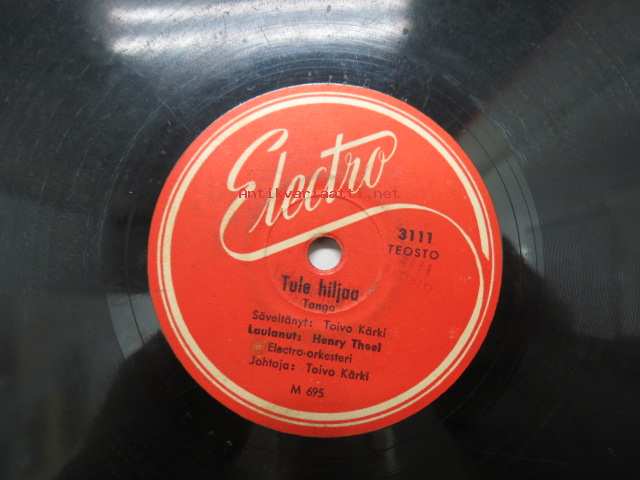 Electro
Antikvariaatti.net
3111
TEOSTO
Tule hiljaa
Tango
Säveltänyt: Toivo Kärki
Laulanut: Henry Theel
Electro-orkesteri
Johtaja: Toivo Kärki
M 695